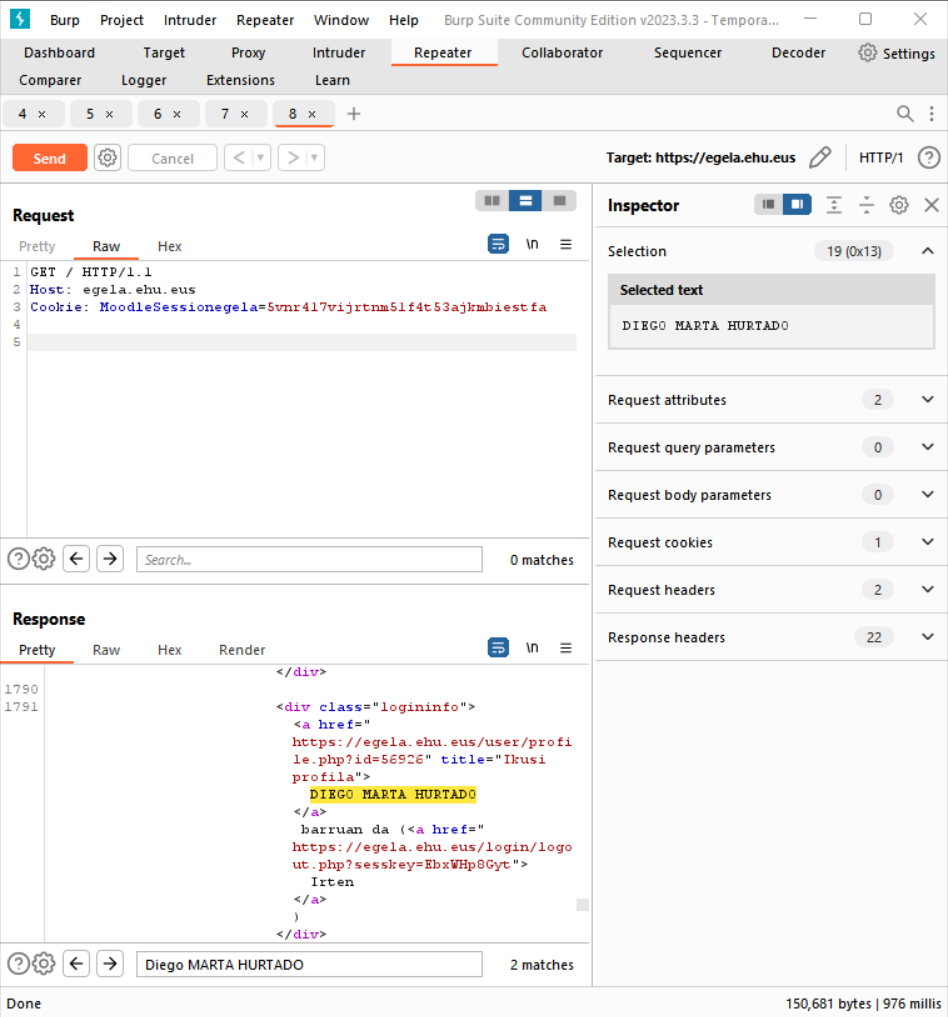 Burp Project Intruder Repeater Window Help Burp Suite Community Edition v2023.3.3 - Tempora...
Dashboard Target Proxy Intruder Repeater Collaborator Sequencer Decoder Settings
Comparer Logger Extensions Learn
4 × 5 × 6 × 7 × 8 × +
Send Cancel < > Target: https://egela.ehu.eus HTTP/1 ?
Request
Pretty Raw Hex \n
1 GET / HTTP/1.1
2 Host: egela.ehu.eus
3 Cookie: MoodleSessionegela=5vnr417vijrtnm51f4t53ajkmbiestfa
4
5
Search... 0 matches
Response
Pretty Raw Hex Render \n
</div>
1790
1791 <div class="logininfo">
<a href="
https://egela.ehu.eus/user/profi
le.php?id=56926" title="Ikusi
profila">
DIEGO MARTA HURTADO
</a>
barruan da (<a href="
https://egela.ehu.eus/login/logo
ut.php?sesskey=EbxWHp8Gyt">
Irten
</a>
)
</div>
Diego MARTA HURTADO 2 matches
Inspector
Selection 19 (0x13)
Selected text
DIEGO MARTA HURTADO
Request attributes 2
Request query parameters 0
Request body parameters 0
Request cookies 1
Request headers 2
Response headers 22
Done 150,681 bytes | 976 millis